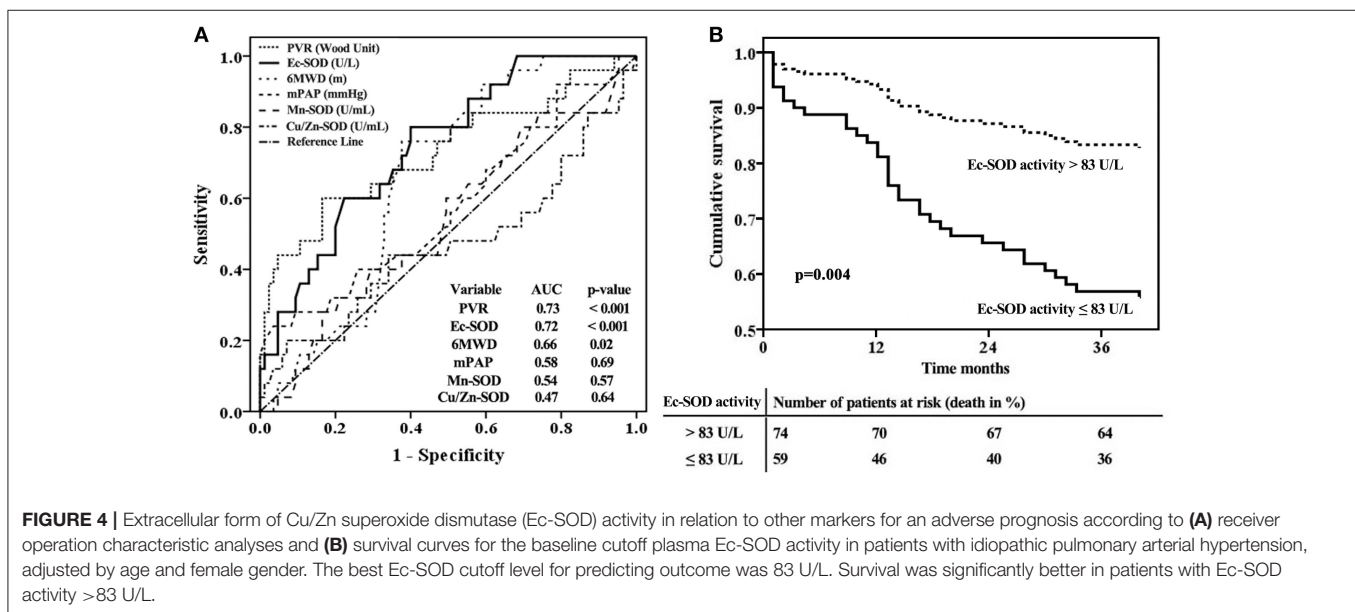 A
PVR (Wood Unit)
Ec-SOD (U/L)
6MWD (m)
mPAP (mmHg)
Mn-SOD (U/mL)
Cu/Zn-SOD (U/mL)
Reference Line
1.0
0.8
0.6
0.4
0.2
0.0
Sensitivity
Variable AUC p-value
PVR 0.73 < 0.001
Ec-SOD 0.72 < 0.001
6MWD 0.66 0.02
mPAP 0.58 0.69
Mn-SOD 0.54 0.57
Cu/Zn-SOD 0.47 0.64
0.0 0.2 0.4 0.6 0.8 1.0
1 - Specificity
B
1.0
0.9
0.8
0.7
0.6
0.5
Cumulative survival
Ec-SOD activity > 83 U/L
p=0.004
Ec-SOD activity ≤ 83 U/L
0 12 24 36
Time months
Ec-SOD activity Number of patients at risk (death in %)
> 83 U/L 74 70 67 64
≤ 83 U/L 59 46 40 36
FIGURE 4 | Extracellular form of Cu/Zn superoxide dismutase (Ec-SOD) activity in relation to other markers for an adverse prognosis according to (A) receiver
operation characteristic analyses and (B) survival curves for the baseline cutoff plasma Ec-SOD activity in patients with idiopathic pulmonary arterial hypertension,
adjusted by age and female gender. The best Ec-SOD cutoff level for predicting outcome was 83 U/L. Survival was significantly better in patients with Ec-SOD
activity >83 U/L.